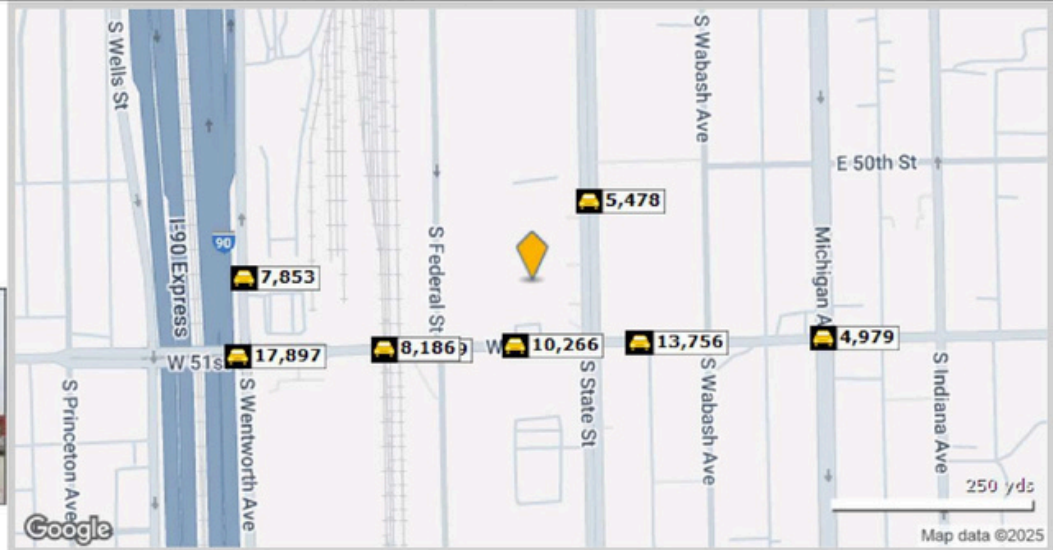 S Wells St
S Wabash Ave
E 50th St
5,478
I-90 Express
90
7,853
S Federal St
Michigan A
W 51s
17,897
8,186
9
W
10,266
13,756
4,979
S Princeton Ave
S Wentworth Ave
S State St
S Wabash Ave
S Indiana Ave
250 yds
Google
Map data ©2025